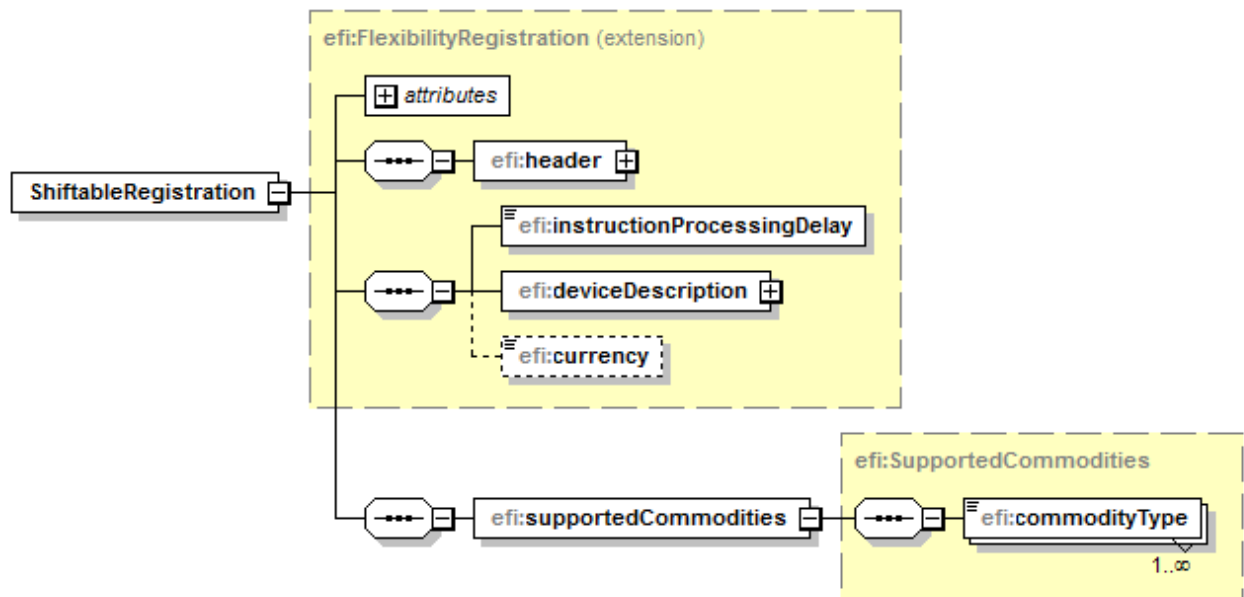 efi:FlexibilityRegistration (extension)
attributes
efi:header
ShiftableRegistration
efi:instructionProcessingDelay
efi:deviceDescription
efi:currency
efi:SupportedCommodities
efi:supportedCommodities
efi:commodityType
1..∞